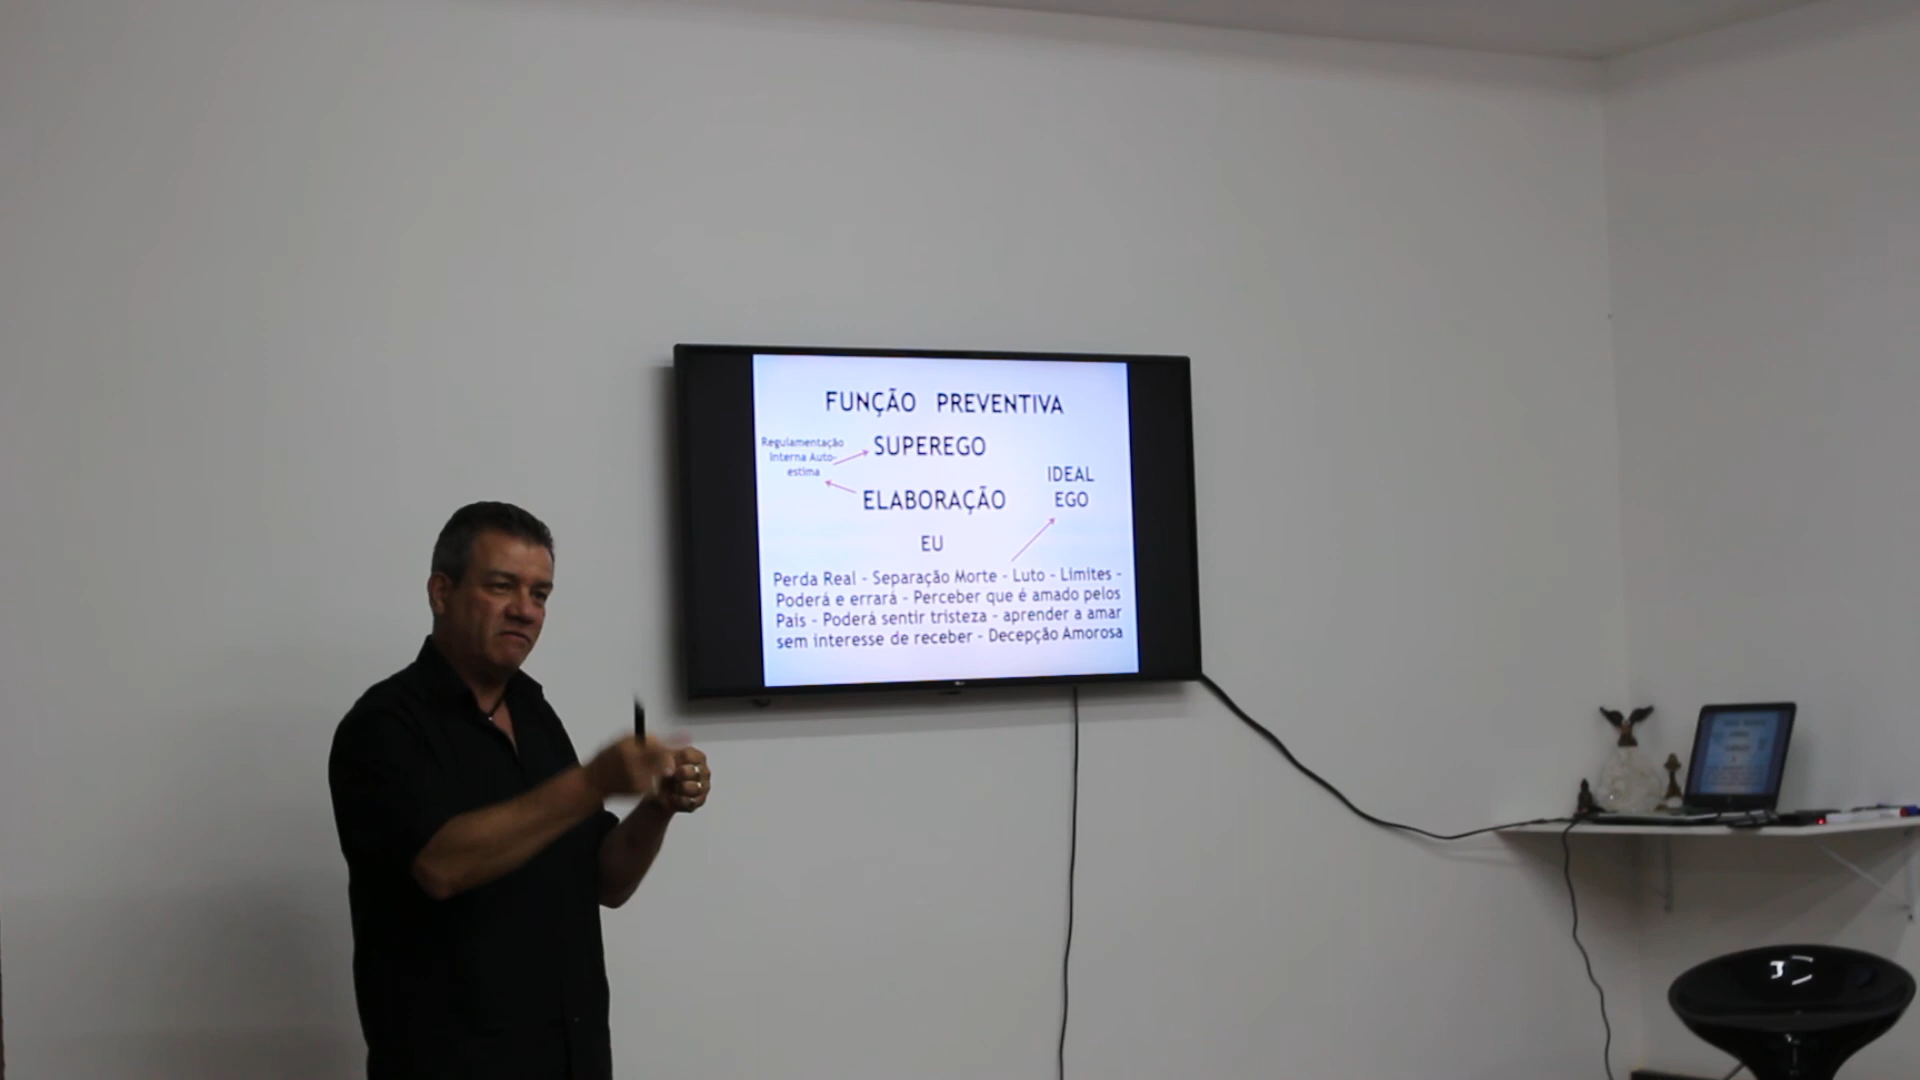 FUNÇÃO PREVENTIVA
Regulamentação
Interna Auto-
estima
SUPEREGO
IDEAL
EGO
ELABORAÇÃO
EU
Perda Real - Separação Morte - Luto - Limites -
Poderá e errará - Perceber que é amado pelos
Pais - Poderá sentir tristeza - aprender a amar
sem interesse de receber - Decepção Amorosa